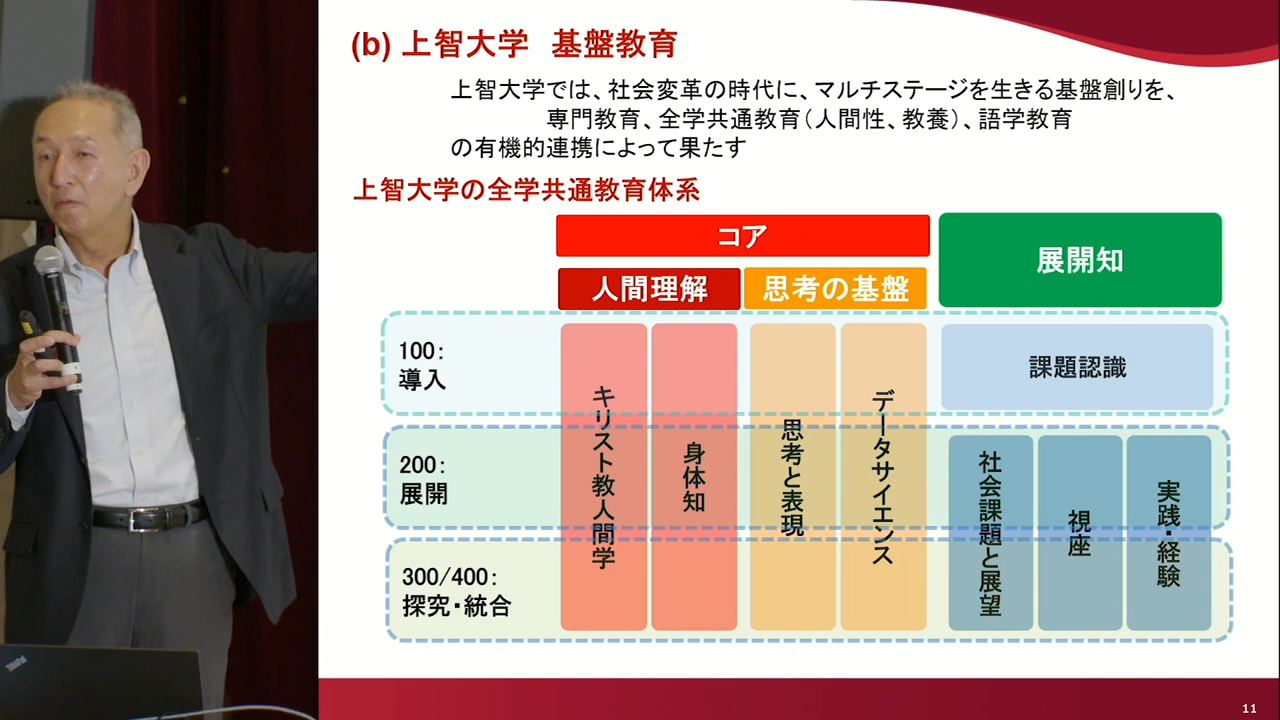 (b) 上智大学　基盤教育
上智大学では、社会変革の時代に、マルチステージを生きる基盤創りを、
専門教育、全学共通教育（人間性、教養）、語学教育
の有機的連携によって果たす
上智大学の全学共通教育体系
コア
展開知
人間理解
思考の基盤
100：
導入
200：
展開
300/400：
探究・統合
キリスト教人間学
身体知
思考と表現
データサイエンス
課題認識
社会課題と展望
視座
実践・経験
ThinkPad
11